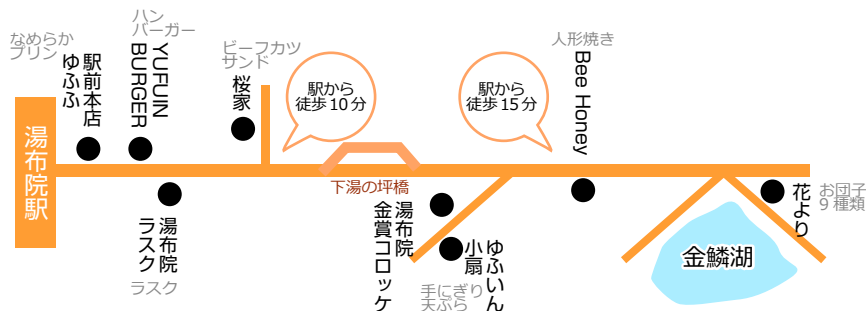 湯布院駅
なめらか
プリン
駅前本店
ゆふふ
ハン
バーガー
YUFUIN
BURGER
湯布院
ラスク
ラスク
ビーフカツ
サンド
桜家
駅から
徒歩10分
下湯の坪橋
湯布院
金賞コロッケ
ゆふいん
小扇
手にぎり
天ぷら
駅から
徒歩15分
人形焼き
Bee Honey
金鱗湖
花より
お団子
9種類